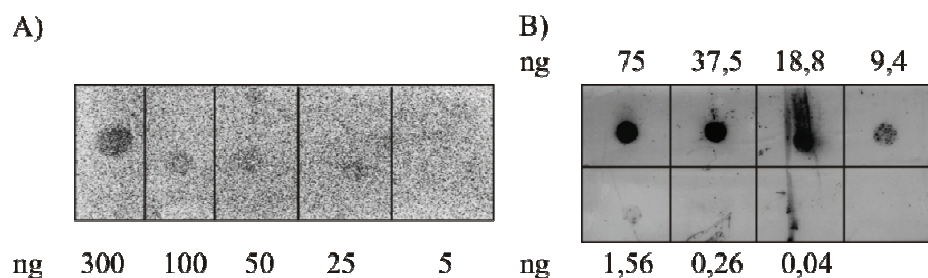 A)
ng 300 100 50 25 5
B)
ng 75 37,5 18,8 9,4
ng 1,56 0,26 0,04